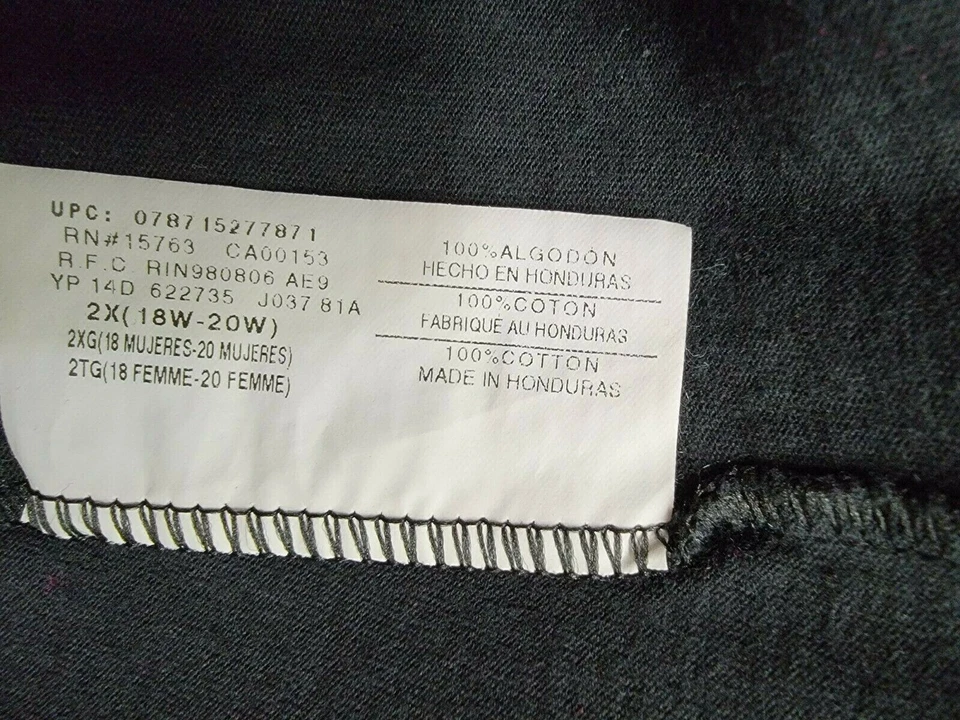 UPC: 078715277871
RN#15763 CA00153
R.F.C. RIN980806 AE9
YP 14D 622735 J037 81A
2X(18W-20W)
2XG(18 MUJERES-20 MUJERES)
2TG(18 FEMME-20 FEMME)
100%ALGODÓN
HECHO EN HONDURAS
100%COTON
FABRIQUÉ AU HONDURAS
100%COTTON
MADE IN HONDURAS